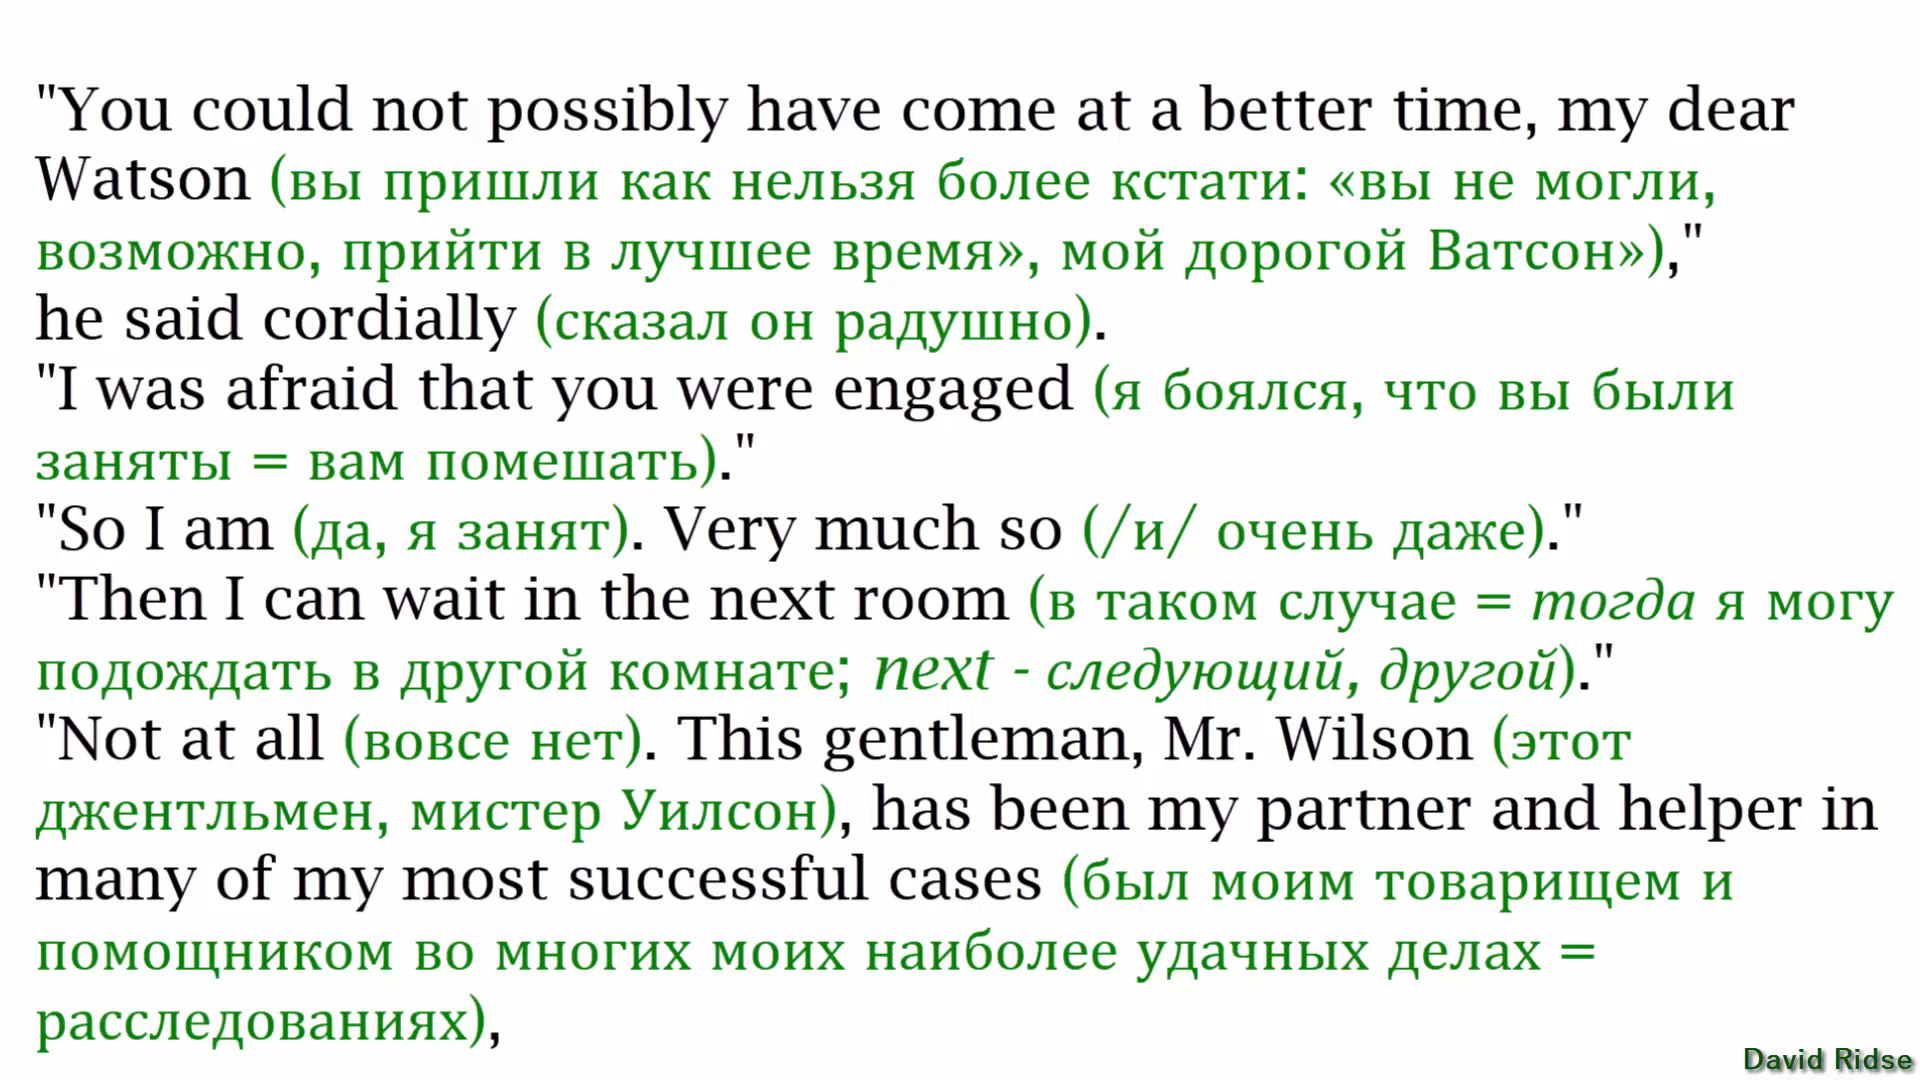 "You could not possibly have come at a better time, my dear
Watson (вы пришли как нельзя более кстати: «вы не могли,
возможно, прийти в лучшее время», мой дорогой Ватсон»),"
he said cordially (сказал он радушно).
"I was afraid that you were engaged (я боялся, что вы были
заняты = вам помешать)."
"So I am (да, я занят). Very much so (/и/ очень даже)."
"Then I can wait in the next room (в таком случае = тогда я могу
подождать в другой комнате; next - следующий, другой)."
"Not at all (вовсе нет). This gentleman, Mr. Wilson (этот
джентльмен, мистер Уилсон), has been my partner and helper in
many of my most successful cases (был моим товарищем и
помощником во многих моих наиболее удачных делах =
расследованиях),
David Ridse